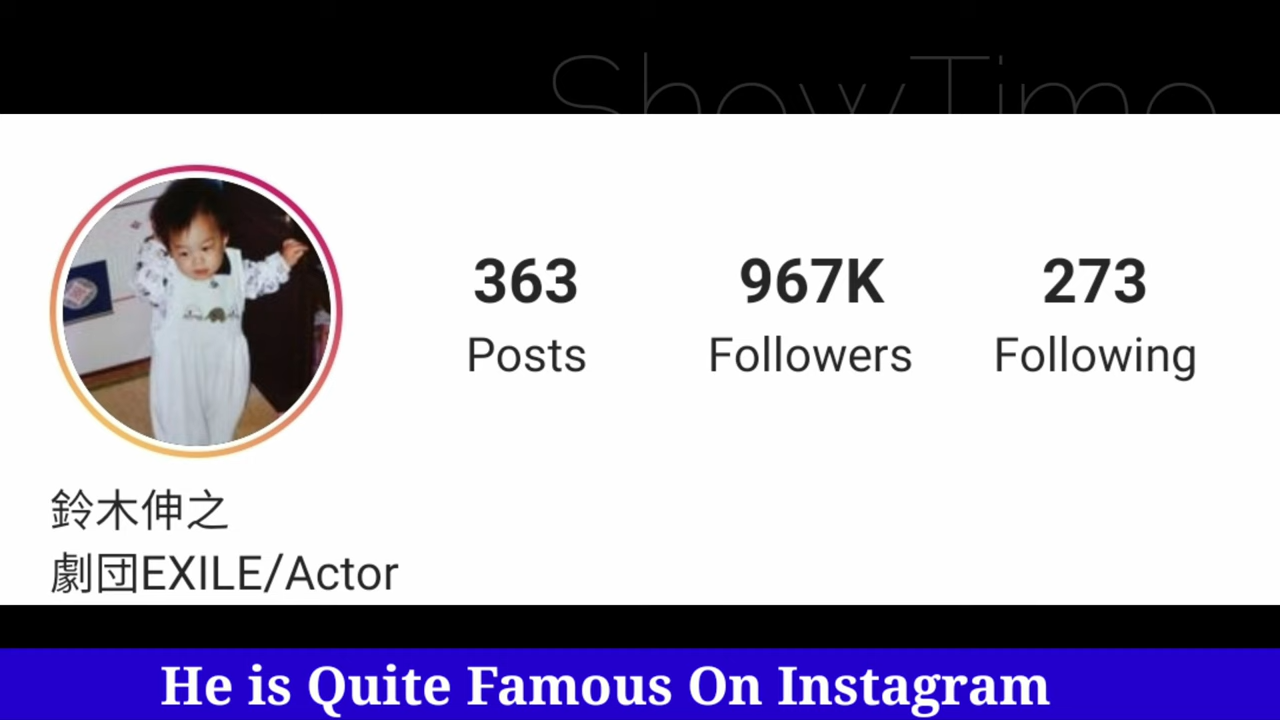 ShowTime
363
967K
273
Posts
Followers
Following
鈴木伸之
劇団EXILE/Actor
He is Quite Famous On Instagram